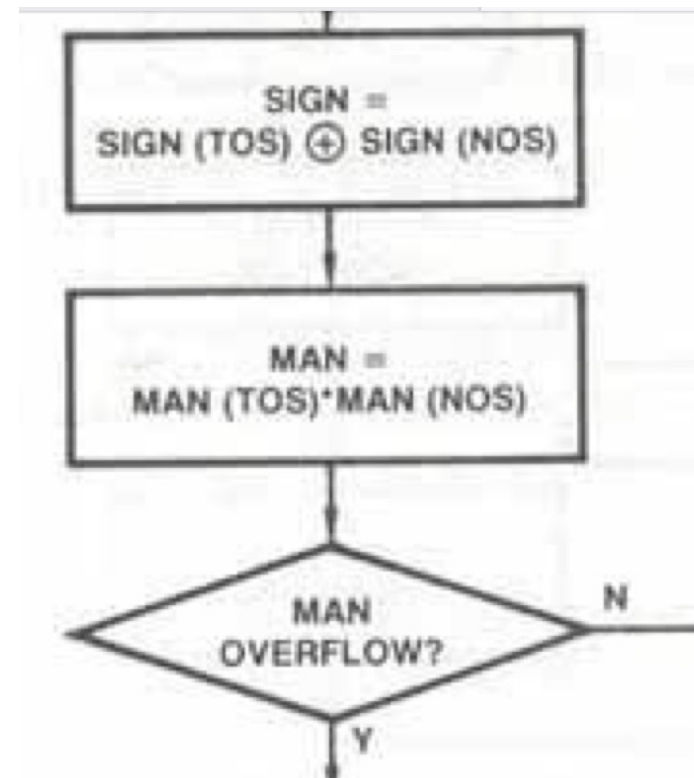 SIGN =
SIGN (TOS) ⊕ SIGN (NOS)
MAN =
MAN (TOS)*MAN (NOS)
MAN
OVERFLOW?
N
Y